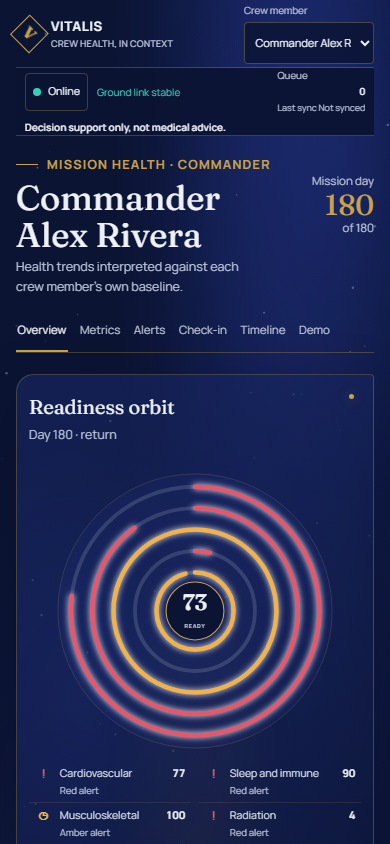 Crew member
V
VITALIS
CREW HEALTH, IN CONTEXT
Commander Alex R
Online
Ground link stable
Queue
0
Last sync Not synced
Decision support only, not medical advice.
MISSION HEALTH · COMMANDER
Commander
Alex Rivera
Mission day
180
of 180
Health trends interpreted against each
crew member's own baseline.
Overview Metrics Alerts Check-in Timeline Demo
Readiness orbit
Day 180 · return
73
READY
! Cardiovascular 77
Red alert
! Sleep and immune 90
Red alert
Musculoskeletal 100
Amber alert
! Radiation 4
Red alert